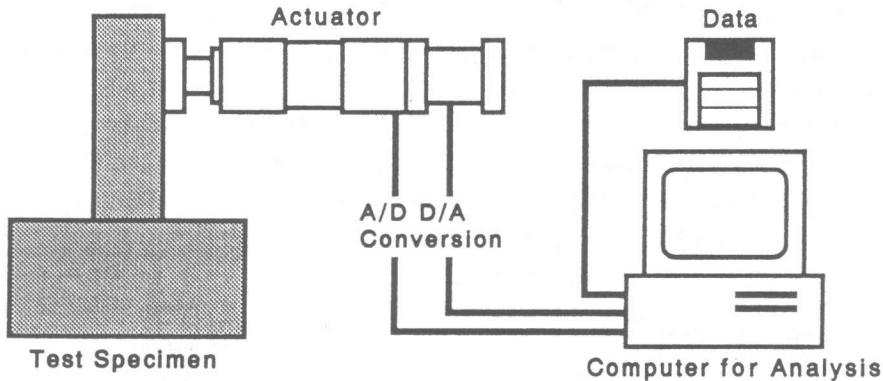 Actuator
Data
A/D D/A
Conversion
Test Specimen
Computer for Analysis